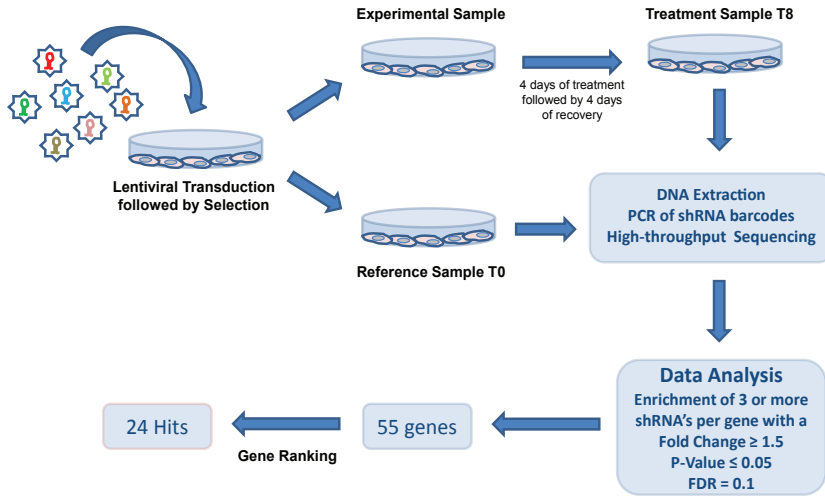 Experimental Sample
Treatment Sample T8
4 days of treatment
followed by 4 days
of recovery
Lentiviral Transduction
followed by Selection
Reference Sample T0
DNA Extraction
PCR of shRNA barcodes
High-throughput Sequencing
Data Analysis
Enrichment of 3 or more
shRNA's per gene with a
Fold Change ≥ 1.5
P-Value ≤ 0.05
FDR = 0.1
55 genes
Gene Ranking
24 Hits